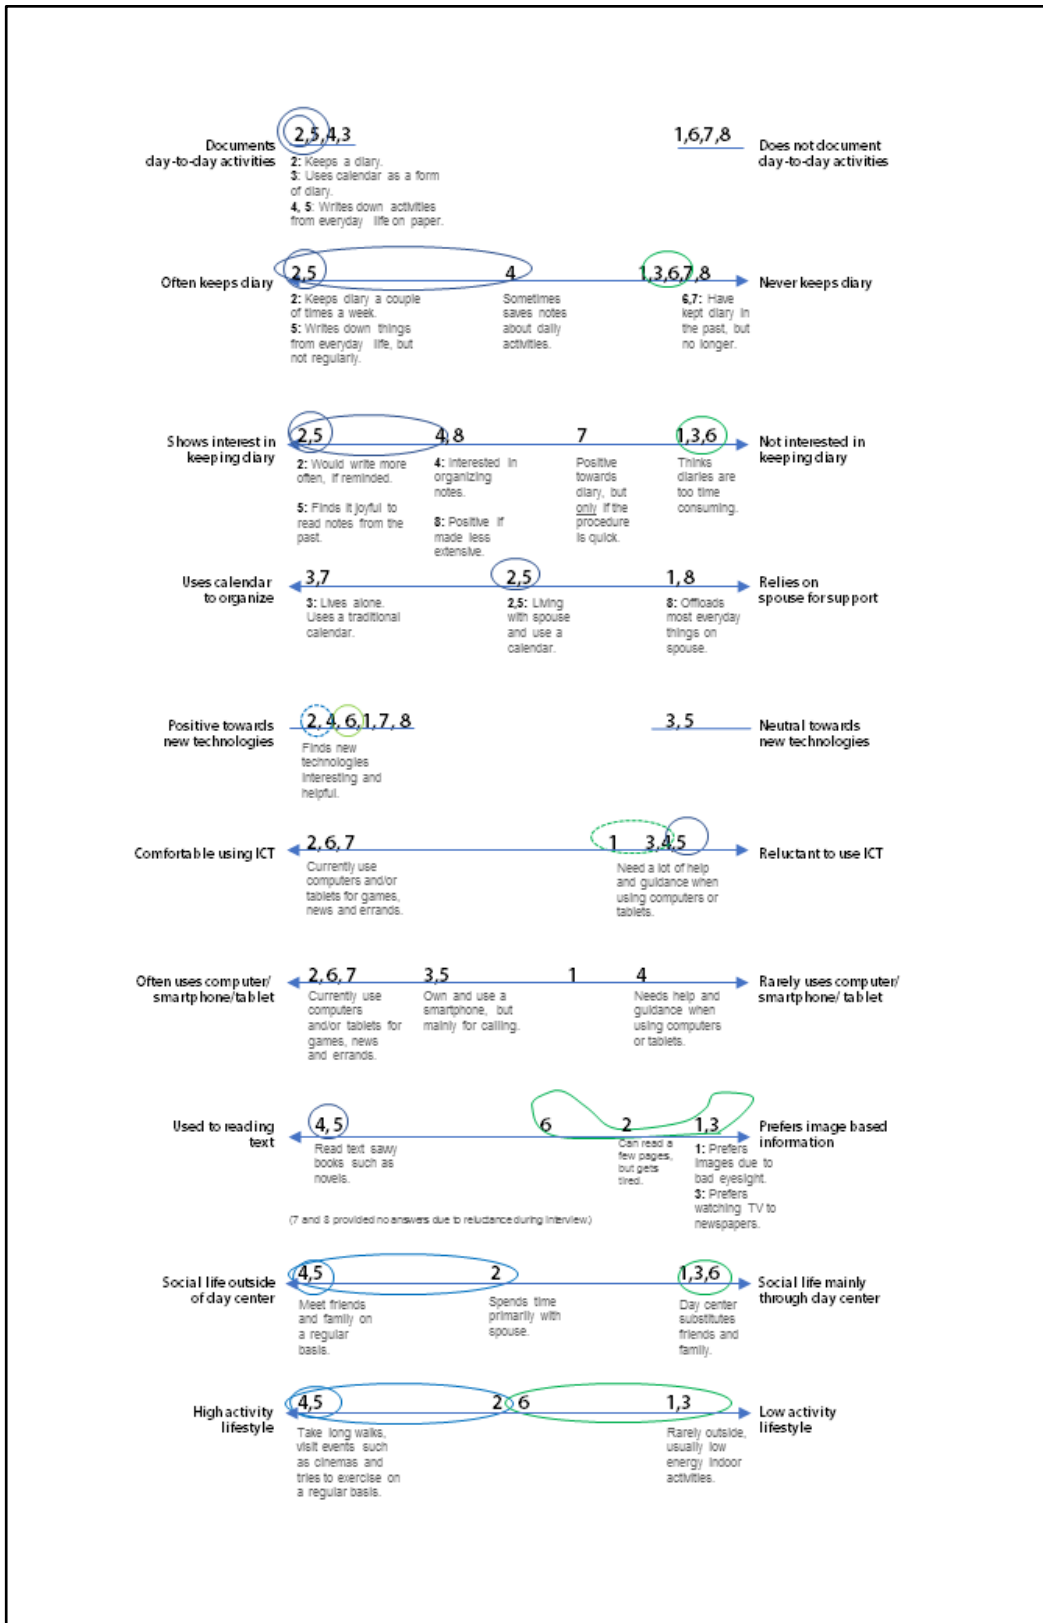 2,5,4,3
1,6,7,8
Documents
day-to-day activities
Does not document
day-to-day activities
2: Keeps a diary.
3: Uses calendar as a form
of diary.
4, 5: Writes down activities
from everyday life on paper.
Often keeps diary
2,5
4
1,3,6,7,8
Never keeps diary
2: Keeps diary a couple
of times a week.
5: Writes down things
from everyday life, but
not regularly.
Sometimes
saves notes
about daily
activities.
6,7: Have
kept diary in
the past, but
no longer.
Shows interest in
keeping diary
2,5
4, 8
7
1,3,6
Not interested in
keeping diary
2: Would write more
often, if reminded.
5: Finds it joyful to
read notes from the
past.
4: Interested in
organizing
notes.
8: Positive if
made less
extensive.
Positive
towards
diary, but
only if the
procedure
is quick.
Thinks
diaries are
too time
consuming.
Uses calendar
to organize
3,7
2,5
1,8
Relies on
spouse for support
3: Lives alone.
Uses a traditional
calendar.
2,5: Living
with spouse
and use a
calendar.
8: Offloads
most everyday
things on
spouse.
Positive towards
new technologies
2, 4, 6,1,7, 8
3, 5
Neutral towards
new technologies
Finds new
technologies
interesting and
helpful.
Comfortable using ICT
2, 6, 7
1
3,4,5
Reluctant to use ICT
Currently use
computers and/or
tablets for games,
news and errands.
Need a lot of help
and guidance when
using computers or
tablets.
Often uses computer/
smartphone/tablet
2, 6, 7
3,5
1
4
Rarely uses computer/
smartphone/ tablet
Currently use
computers
and/or tablets for
games, news
and errands.
Own and use a
smartphone, but
mainly for calling.
Needs help and
guidance when
using computers
or tablets.
Used to reading
text
4, 5
6
2
1,3
Prefers image based
information
Read text savvy
books such as
novels.
Can read a
few pages,
but gets
tired.
1: Prefers
images due to
bad eyesight.
3: Prefers
watching TV to
newspapers.
(7 and 8 provided no answers due to reluctance during interview.)
Social life outside
of day center
4,5
2
1,3,6
Social life mainly
through day center
Meet friends
and family on
a regular
basis.
Spends time
primarily with
spouse.
Day center
substitutes
friends and
family.
High activity
lifestyle
4,5
2
6
1,3
Low activity
lifestyle
Take long walks,
visit events such
as cinemas and
tries to exercise on
a regular basis.
Rarely outside,
usually low
energy indoor
activities.